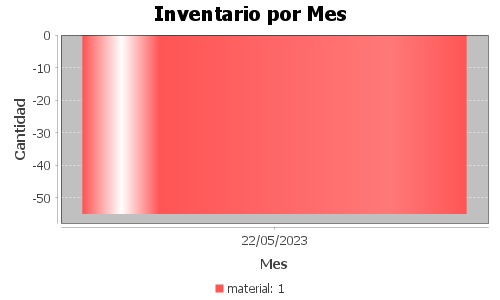 Inventario por Mes
0
-10
-20
-30
-40
-50
Cantidad
22/05/2023
Mes
material: 1